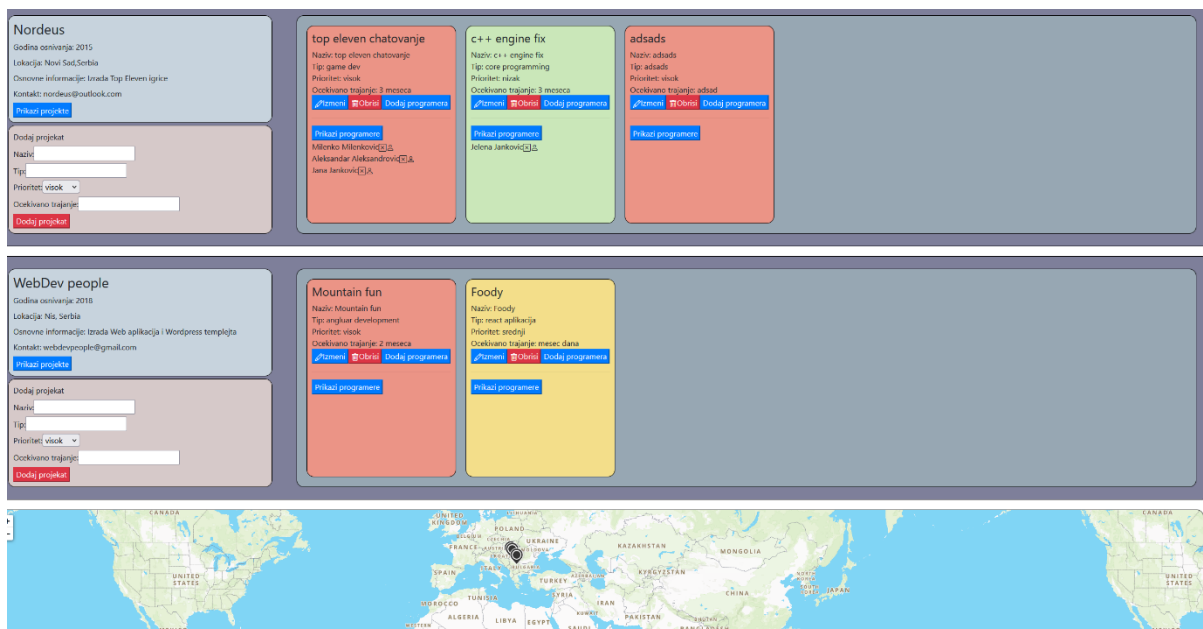 Nordeus
Godina osnivanja: 2015
Lokacija: Novi Sad,Serbia
Osnovne informacije: Izrada Top Eleven igrice
Kontakt: nordeus@outlook.com
Prikazi projekte
Dodaj projekat
Naziv:
Tip:
Prioritet: visok
Ocekivano trajanje:
Dodaj projekat
top eleven chatovanje
Naziv: top eleven chatovanje
Tip: game dev
Prioritet: visok
Ocekivano trajanje: 3 meseca
Izmeni Obrisi Dodaj programera
Prikazi programere
Milenko Milenkovic
Aleksandar Aleksandrovic
Jana Jankovic
c++ engine fix
Naziv: c++ engine fix
Tip: core programming
Prioritet: nizak
Ocekivano trajanje: 3 meseca
Izmeni Obrisi Dodaj programera
Prikazi programere
Jelena Jankovic
adsads
Naziv: adsads
Tip: adsads
Prioritet: visok
Ocekivano trajanje: adsad
Izmeni Obrisi Dodaj programera
Prikazi programere
WebDev people
Godina osnivanja: 2018
Lokacija: Nis, Serbia
Osnovne informacije: Izrada Web aplikacija i Wordpress templejta
Kontakt: webdevpeople@gmail.com
Prikazi projekte
Dodaj projekat
Naziv:
Tip:
Prioritet: visok
Ocekivano trajanje:
Dodaj projekat
Mountain fun
Naziv: Mountain fun
Tip: angluar development
Prioritet: visok
Ocekivano trajanje: 2 meseca
Izmeni Obrisi Dodaj programera
Prikazi programere
Foody
Naziv: Foody
Tip: react aplikacija
Prioritet: srednji
Ocekivano trajanje: mesec dana
Izmeni Obrisi Dodaj programera
Prikazi programere
CANADA
UNITED
KINGDOM
POLAND
UKRAINE
FRANCE
KAZAKHSTAN
MONGOLIA
CANADA
UNITED
STATES
SPAIN
ITALY
TURKEY
KYRGYZSTAN
CHINA
JAPAN
UNITED
STATES
MOROCCO
TUNISIA
SYRIA
IRAN
ALGERIA
LIBYA
EGYPT
PAKISTAN